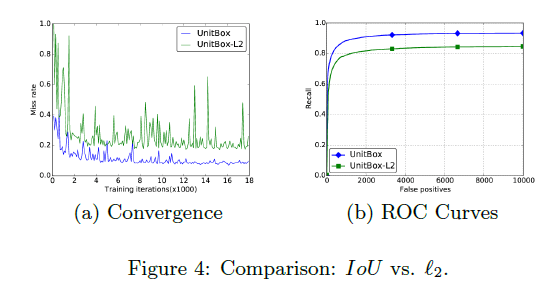 1.0
UnitBox
UnitBox-L2
0.8
0.6
0.4
0.2
0.0
Miss rate
0 2 4 6 8 10 12 14 16 18
Training iterations(x1000)
(a) Convergence
1.0
0.8
0.6
0.4
0.2
0.0
Recall
UnitBox
UnitBox-L2
0 2000 4000 6000 8000 10000
False positives
(b) ROC Curves
Figure 4: Comparison: IoU vs. ℓ₂.